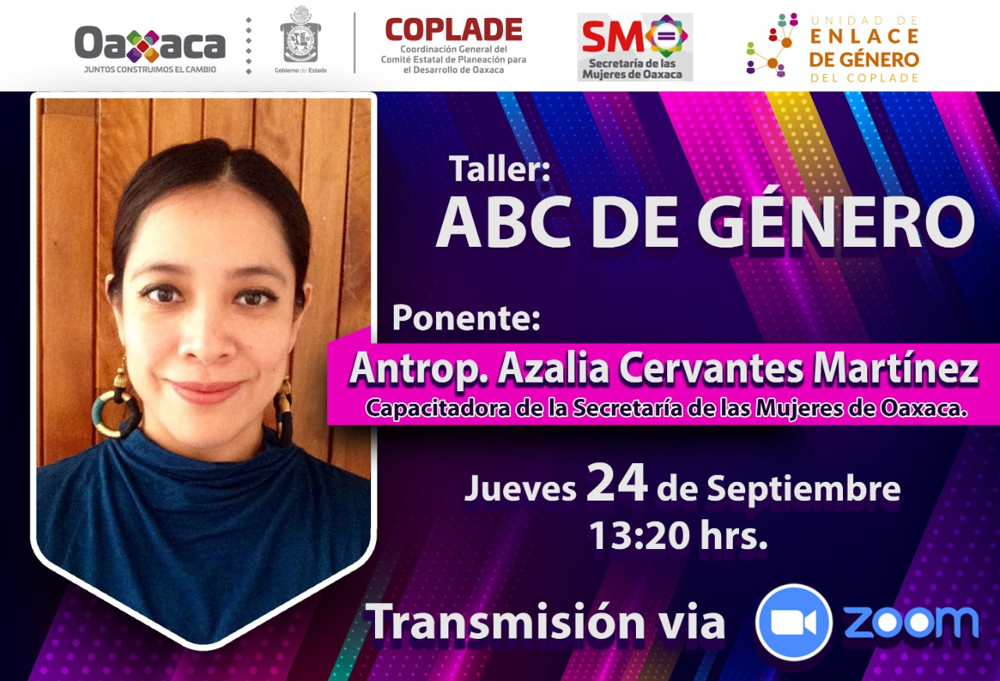 Oaxaca
JUNTOS CONSTRUIMOS EL CAMBIO
Gobierno del Estado
COPLADE
Coordinación General del
Comité Estatal de Planeación para
el Desarrollo de Oaxaca
SM
Secretaría de las
Mujeres de Oaxaca
UNIDAD DE
ENLACE
DE GÉNERO
DEL COPLADE
Taller:
ABC DE GÉNERO
Ponente:
Antrop. Azalia Cervantes Martínez
Capacitadora de la Secretaría de las Mujeres de Oaxaca.
Jueves 24 de Septiembre
13:20 hrs.
Transmisión via zoom